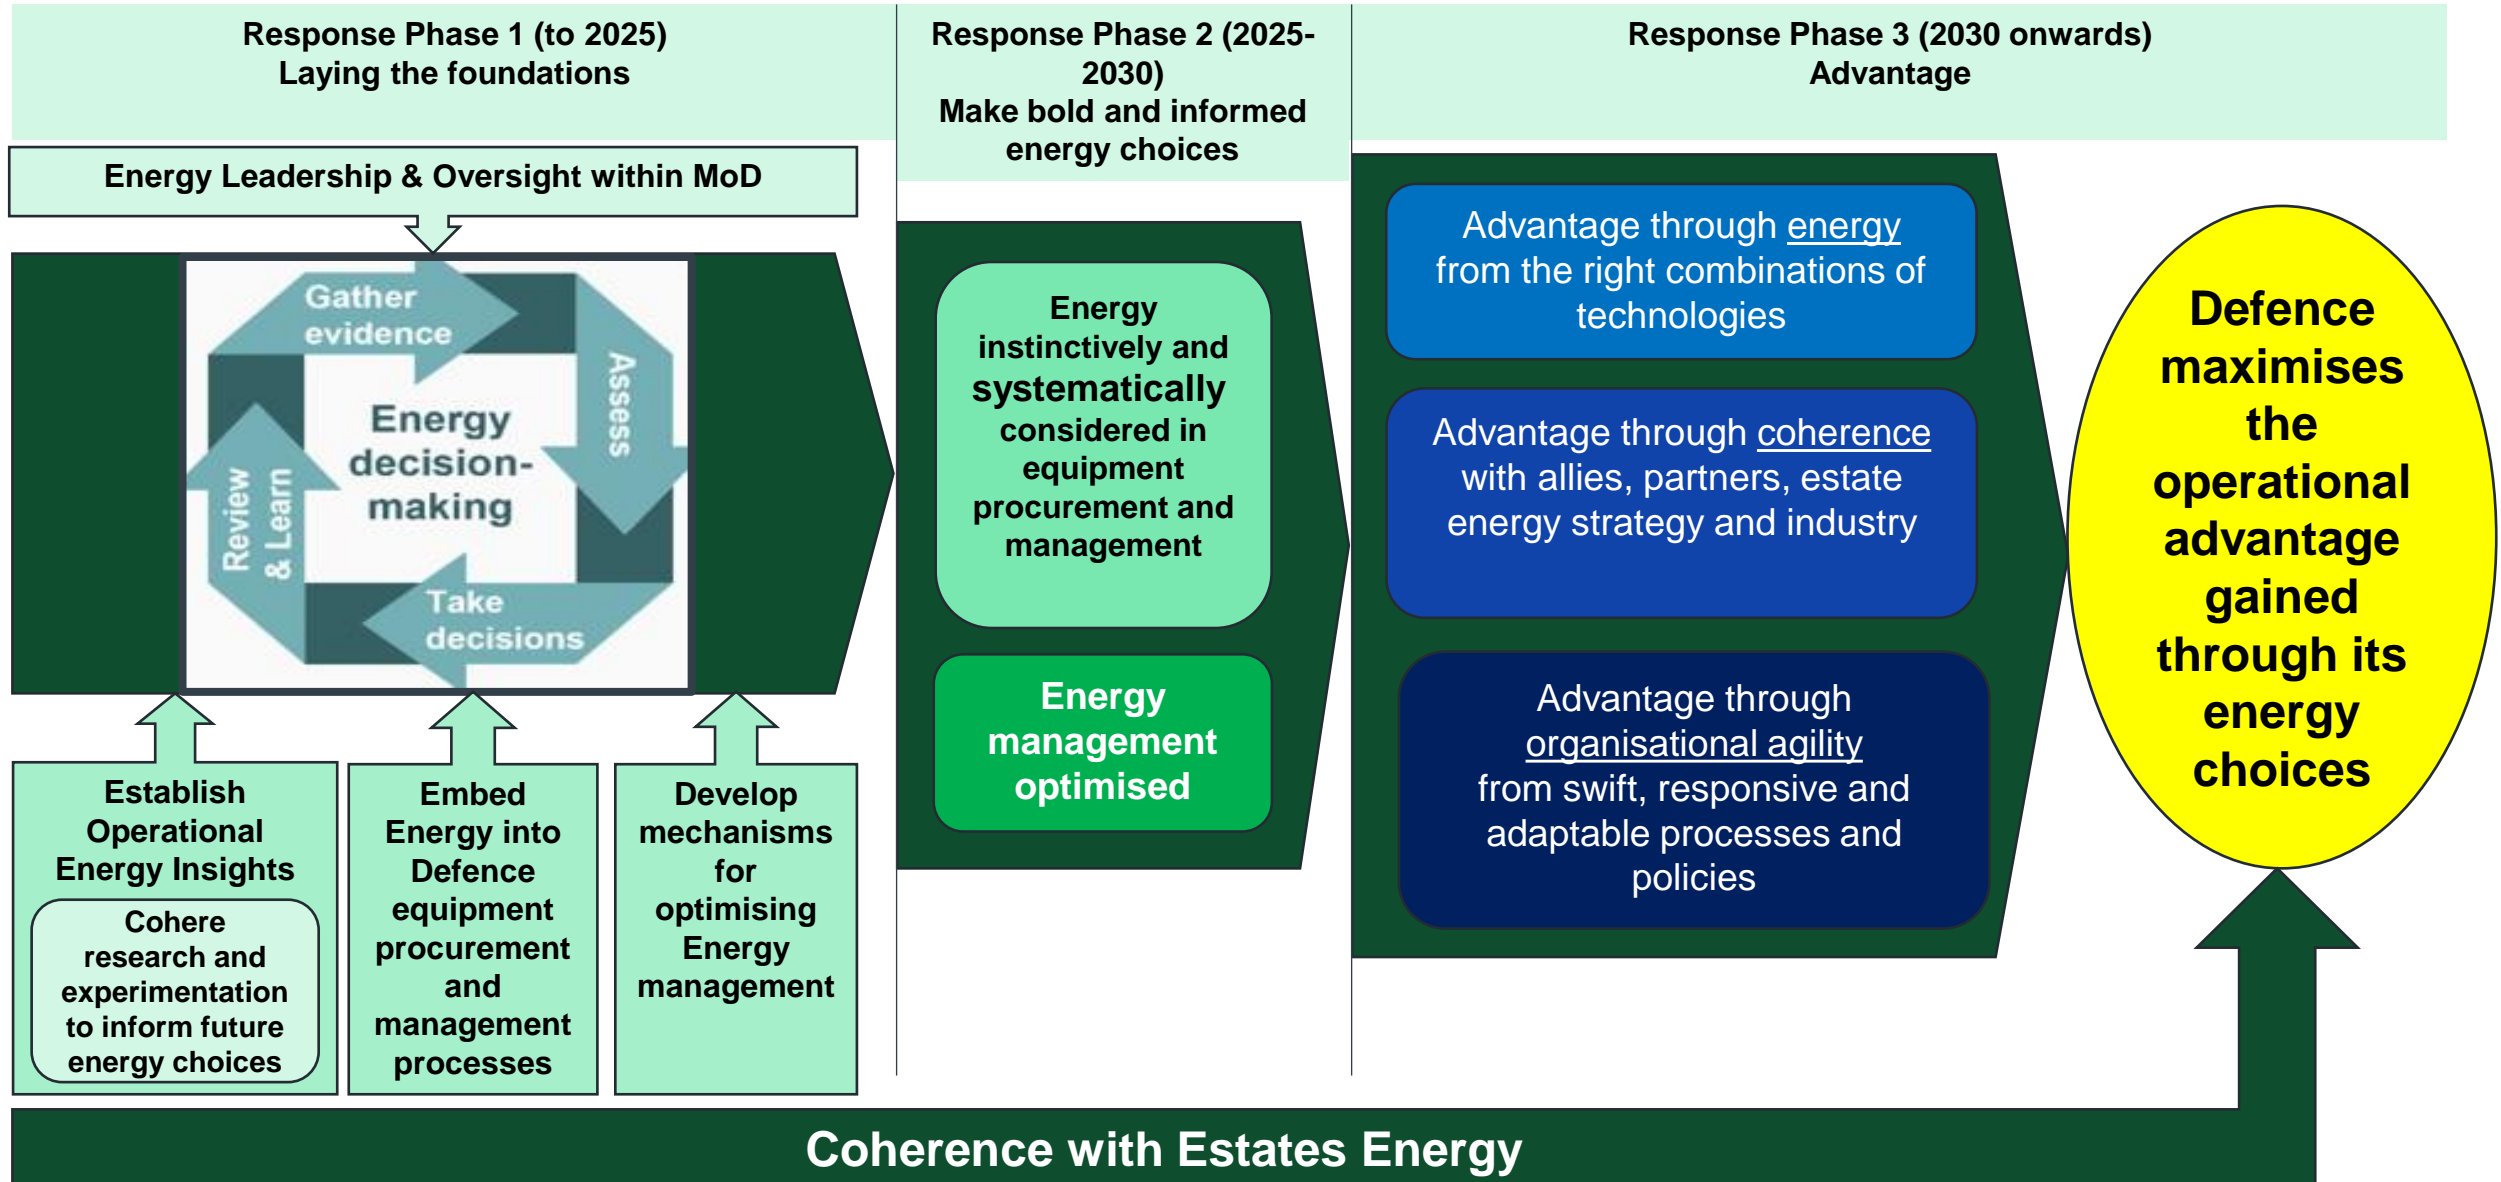 Response Phase 1 (to 2025)
Laying the foundations
Response Phase 2 (2025-
2030)
Make bold and informed
energy choices
Response Phase 3 (2030 onwards)
Advantage
Energy Leadership & Oversight within MoD
Gather
evidence
Assess
Take
decisions
Review
& Learn
Energy
decision-
making
Establish
Operational
Energy Insights
Cohere
research and
experimentation
to inform future
energy choices
Embed
Energy into
Defence
equipment
procurement
and
management
processes
Develop
mechanisms
for
optimising
Energy
management
Energy
instinctively and
systematically
considered in
equipment
procurement and
management
Energy
management
optimised
Advantage through energy
from the right combinations of
technologies
Advantage through coherence
with allies, partners, estate
energy strategy and industry
Advantage through
organisational agility
from swift, responsive and
adaptable processes and
policies
Defence
maximises
the
operational
advantage
gained
through its
energy
choices
Coherence with Estates Energy